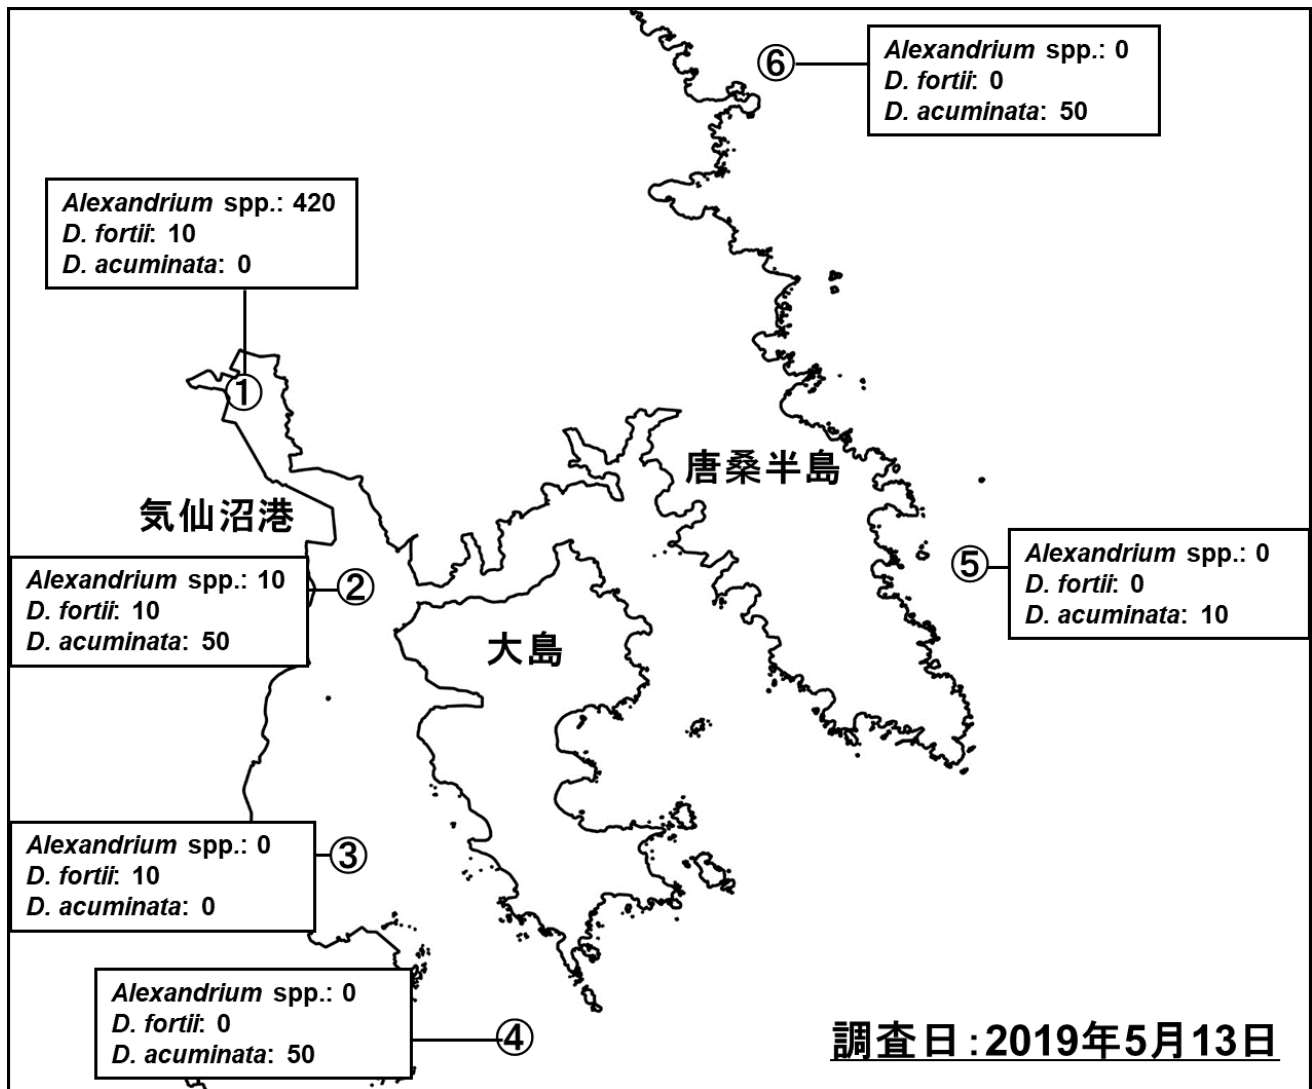 ⑥
Alexandrium spp.: 0
D. fortii: 0
D. acuminata: 50
Alexandrium spp.: 420
D. fortii: 10
D. acuminata: 0
①
唐桑半島
気仙沼港
Alexandrium spp.: 10
D. fortii: 10
D. acuminata: 50
②
⑤
Alexandrium spp.: 0
D. fortii: 0
D. acuminata: 10
大島
Alexandrium spp.: 0
D. fortii: 10
D. acuminata: 0
③
Alexandrium spp.: 0
D. fortii: 0
D. acuminata: 50
④
調査日:2019年5月13日